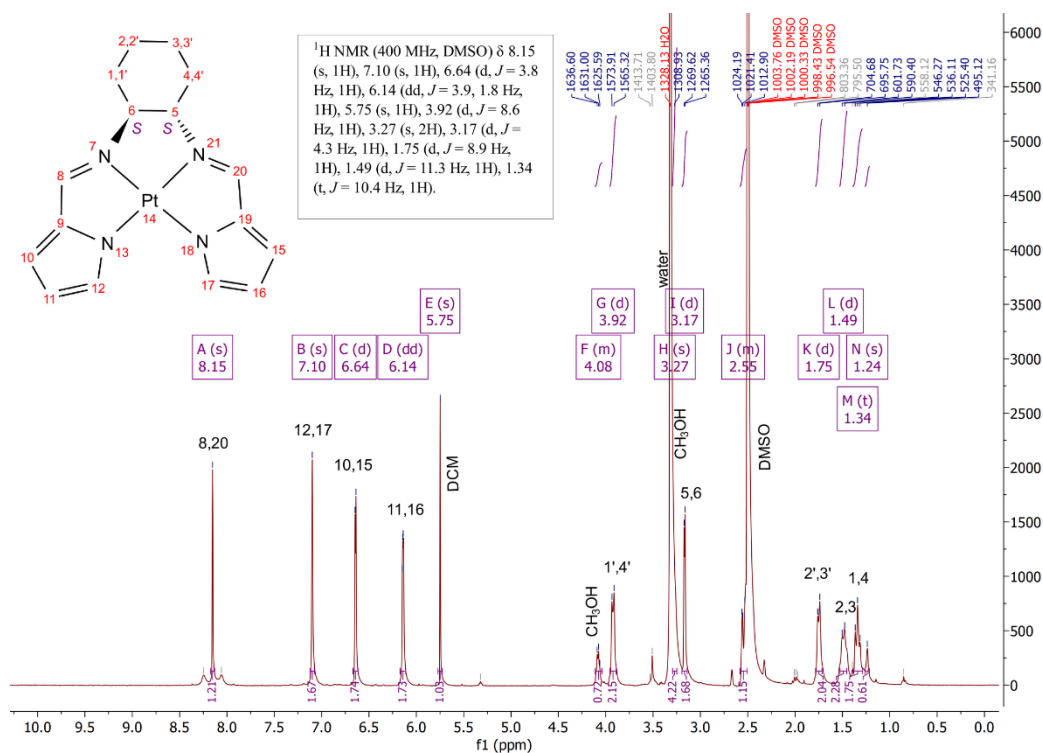 2,2'
3,3'
1,1'
4,4'
6
5
S
S
7
N
N
21
8
20
Pt
14
9
19
N
N
13
18
10
15
11
12
17
16
¹H NMR (400 MHz, DMSO) δ 8.15
(s, 1H), 7.10 (s, 1H), 6.64 (d, J = 3.8
Hz, 1H), 6.14 (dd, J = 3.9, 1.8 Hz,
1H), 5.75 (s, 1H), 3.92 (d, J = 8.6
Hz, 1H), 3.27 (s, 2H), 3.17 (d, J =
4.3 Hz, 1H), 1.75 (d, J = 8.9 Hz,
1H), 1.49 (d, J = 11.3 Hz, 1H), 1.34
(t, J = 10.4 Hz, 1H).
1636.60
1631.00
1625.59
1573.91
1565.32
1413.71
1403.80
1328.13 H2O
1308.93
1269.62
1265.36
1024.19
1021.41
1012.90
1003.76 DMSO
1002.19 DMSO
1000.33 DMSO
998.43 DMSO
996.54 DMSO
803.36
795.50
704.68
695.75
601.73
590.40
558.12
546.27
536.11
525.40
495.12
341.16
E (s)
5.75
G (d)
3.92
I (d)
3.17
L (d)
1.49
A (s)
8.15
B (s)
7.10
C (d)
6.64
D (dd)
6.14
F (m)
4.08
H (s)
3.27
J (m)
2.55
K (d)
1.75
N (s)
1.24
M (t)
1.34
water
8,20
12,17
10,15
11,16
DCM
CH₃OH
1',4'
CH₃OH
5,6
DMSO
2',3'
2,3
1,4
1.21
1.67
1.74
1.73
1.05
0.72
2.15
4.22
1.68
1.15
2.04
2.28
1.75
0.61
6000
5500
5000
4500
4000
3500
3000
2500
2000
1500
1000
500
0
10.0 9.5 9.0 8.5 8.0 7.5 7.0 6.5 6.0 5.5 5.0 4.5 4.0 3.5 3.0 2.5 2.0 1.5 1.0 0.5 0.0
f1 (ppm)